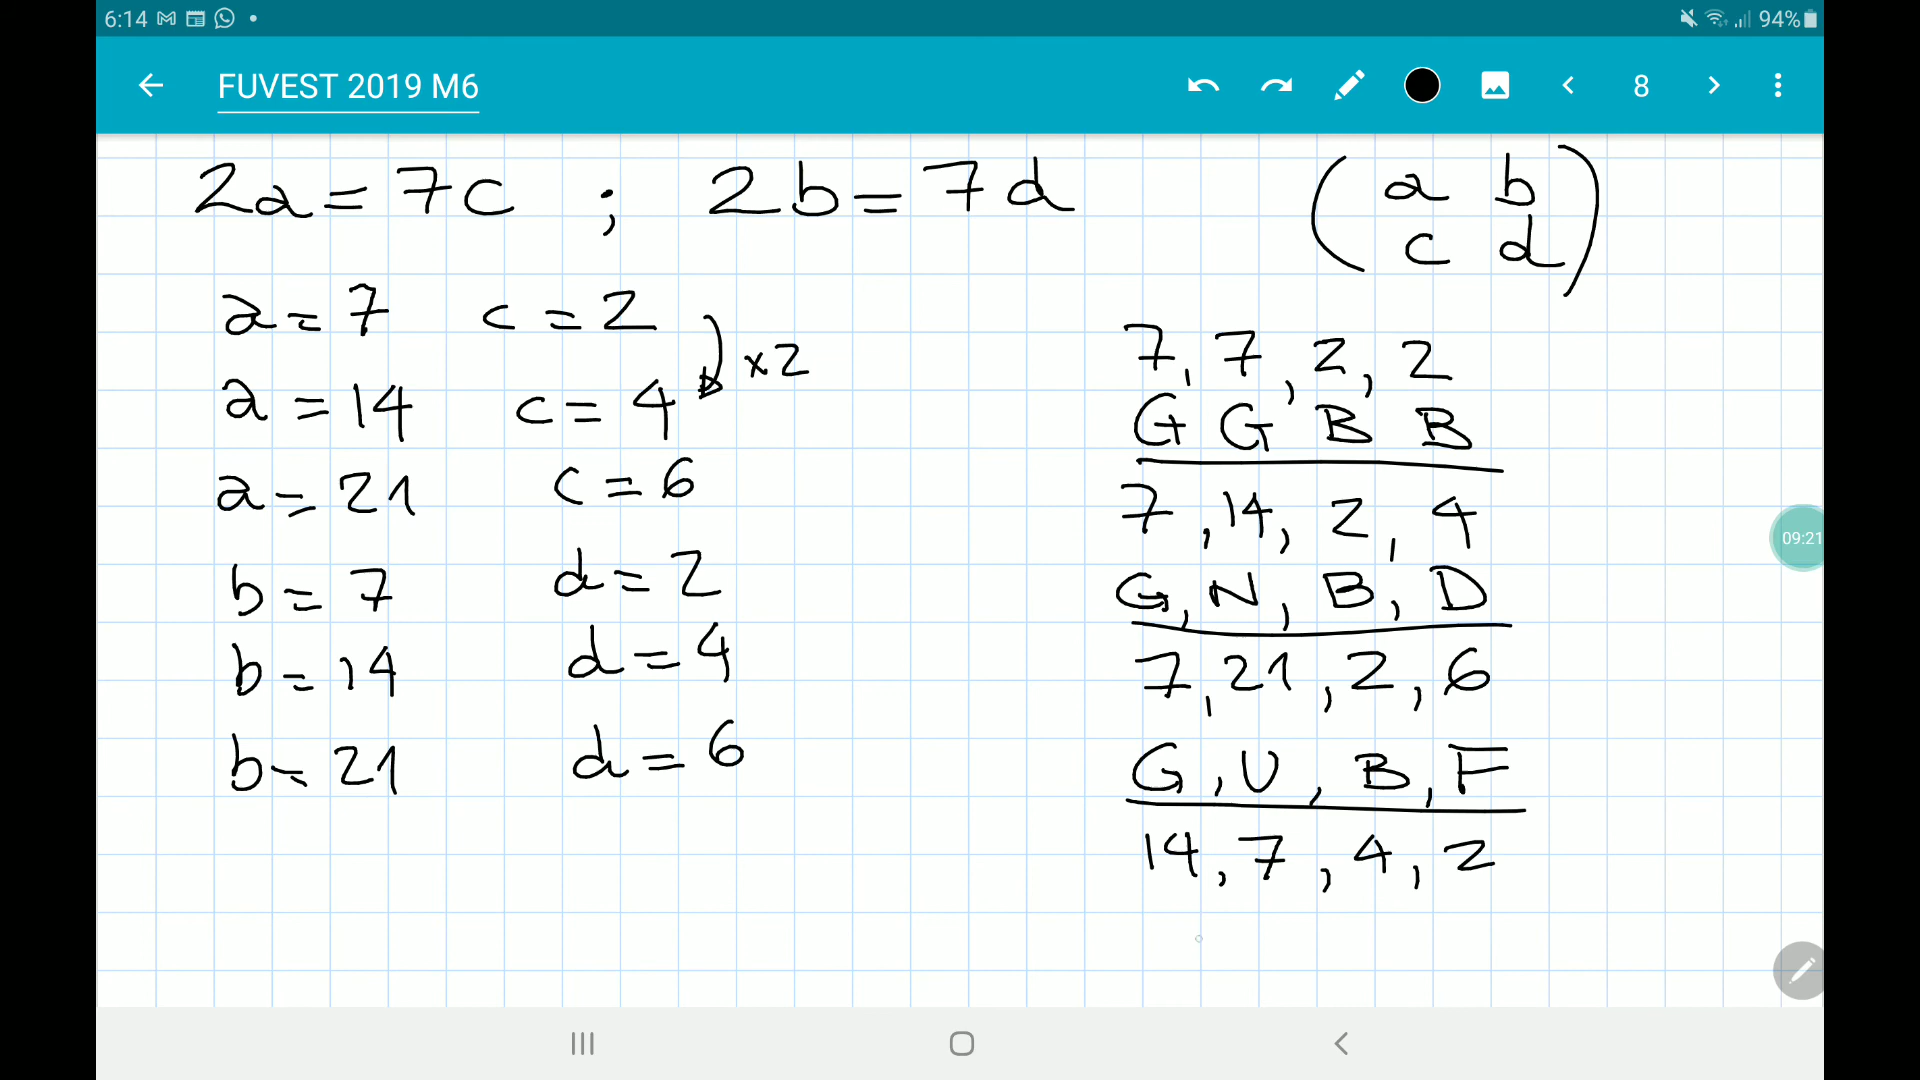 6:14
94%
FUVEST 2019 M6
8
2a = 7c ; 2b = 7d
( a b
c d )
a = 7 c = 2
x2
a = 14 c = 4
a = 21 c = 6
b = 7 d = 2
b = 14 d = 4
b = 21 d = 6
7, 7, 2, 2
G G B B
7, 14, 2, 4
G, N, B, D
7, 21, 2, 6
G, U, B, F
14, 7, 4, 2
09:21